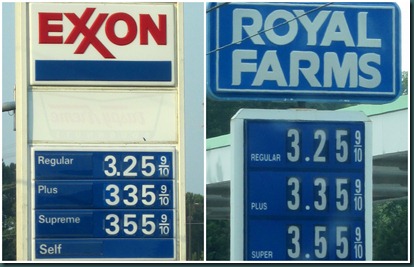 EXXON
Regular 3.25 9/10
Plus 335 9/10
Supreme 355 9/10
Self
ROYAL
FARMS
REGULAR 3.25 9/10
PLUS 3.35 9/10
SUPER 3.55 9/10